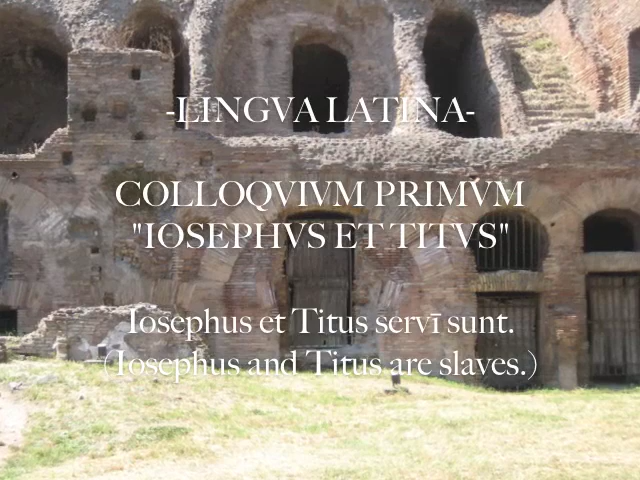 -LINGVA LATINA-
COLLOQVIVM PRIMVM
"IOSEPHVS ET TITVS"
Iosephus et Titus servī sunt.
(Iosephus and Titus are slaves.)